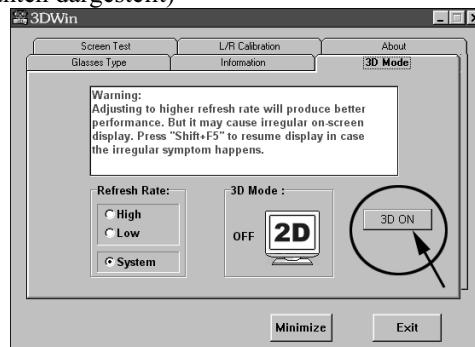 unten dargestellt)
3DWin
Screen Test L/R Calibration About
Glasses Type Information 3D Mode
Warning:
Adjusting to higher refresh rate will produce better
performance. But it may cause irregular on-screen
display. Press "Shift+F5" to resume display in case
the irregular symptom happens.
Refresh Rate: 3D Mode :
High
Low
System
OFF 2D
3D ON
Minimize Exit